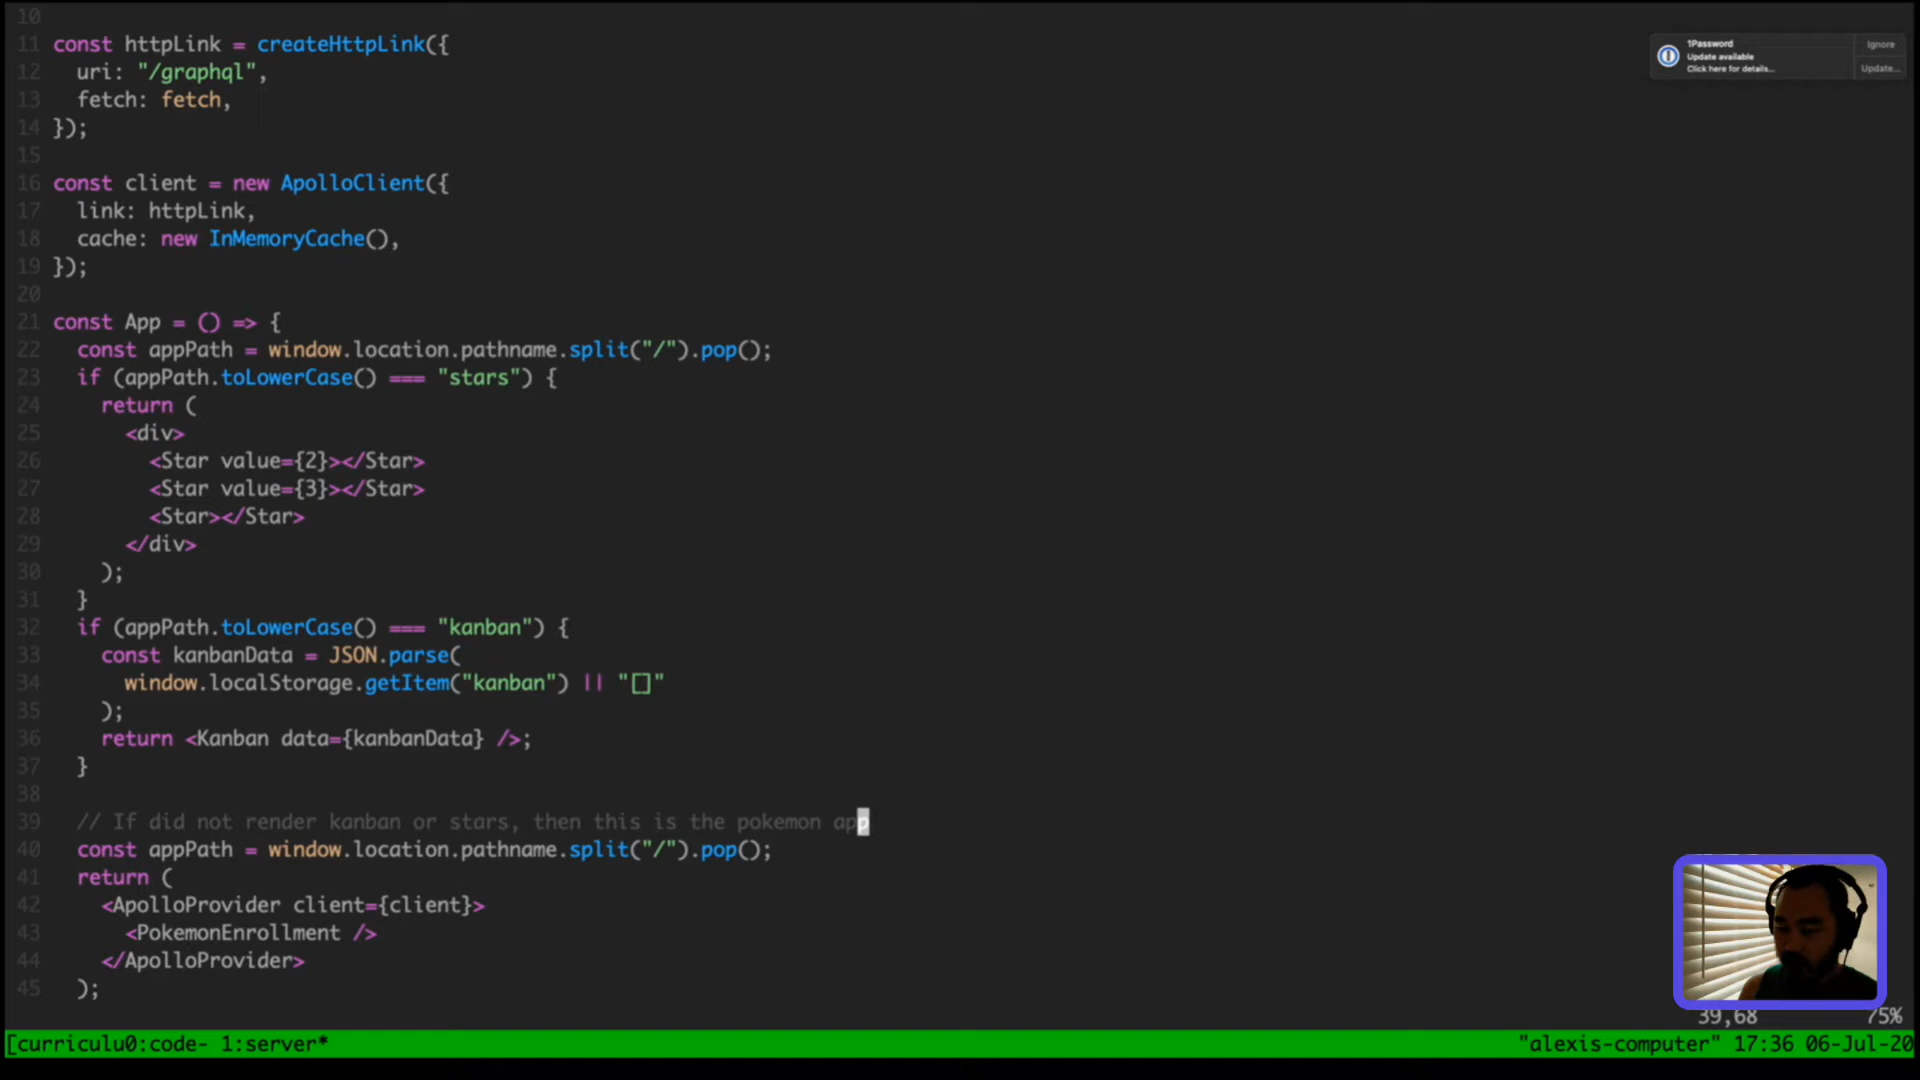 10
11 const httpLink = createHttpLink({
12   uri: "/graphql",
13   fetch: fetch,
14 });
15
16 const client = new ApolloClient({
17   link: httpLink,
18   cache: new InMemoryCache(),
19 });
20
21 const App = () => {
22   const appPath = window.location.pathname.split("/").pop();
23   if (appPath.toLowerCase() === "stars") {
24     return (
25       <div>
26         <Star value={2}></Star>
27         <Star value={3}></Star>
28         <Star></Star>
29       </div>
30     );
31   }
32   if (appPath.toLowerCase() === "kanban") {
33     const kanbanData = JSON.parse(
34       window.localStorage.getItem("kanban") || "[]"
35     );
36     return <Kanban data={kanbanData} />;
37   }
38
39   // If did not render kanban or stars, then this is the pokemon app
40   const appPath = window.location.pathname.split("/").pop();
41   return (
42     <ApolloProvider client={client}>
43       <PokemonEnrollment />
44     </ApolloProvider>
45   );
39,68 75%
[curriculu0:code- 1:server* "alexis-computer" 17:36 06-Jul-20
1Password
Update available
Click here for details...
Ignore
Update...